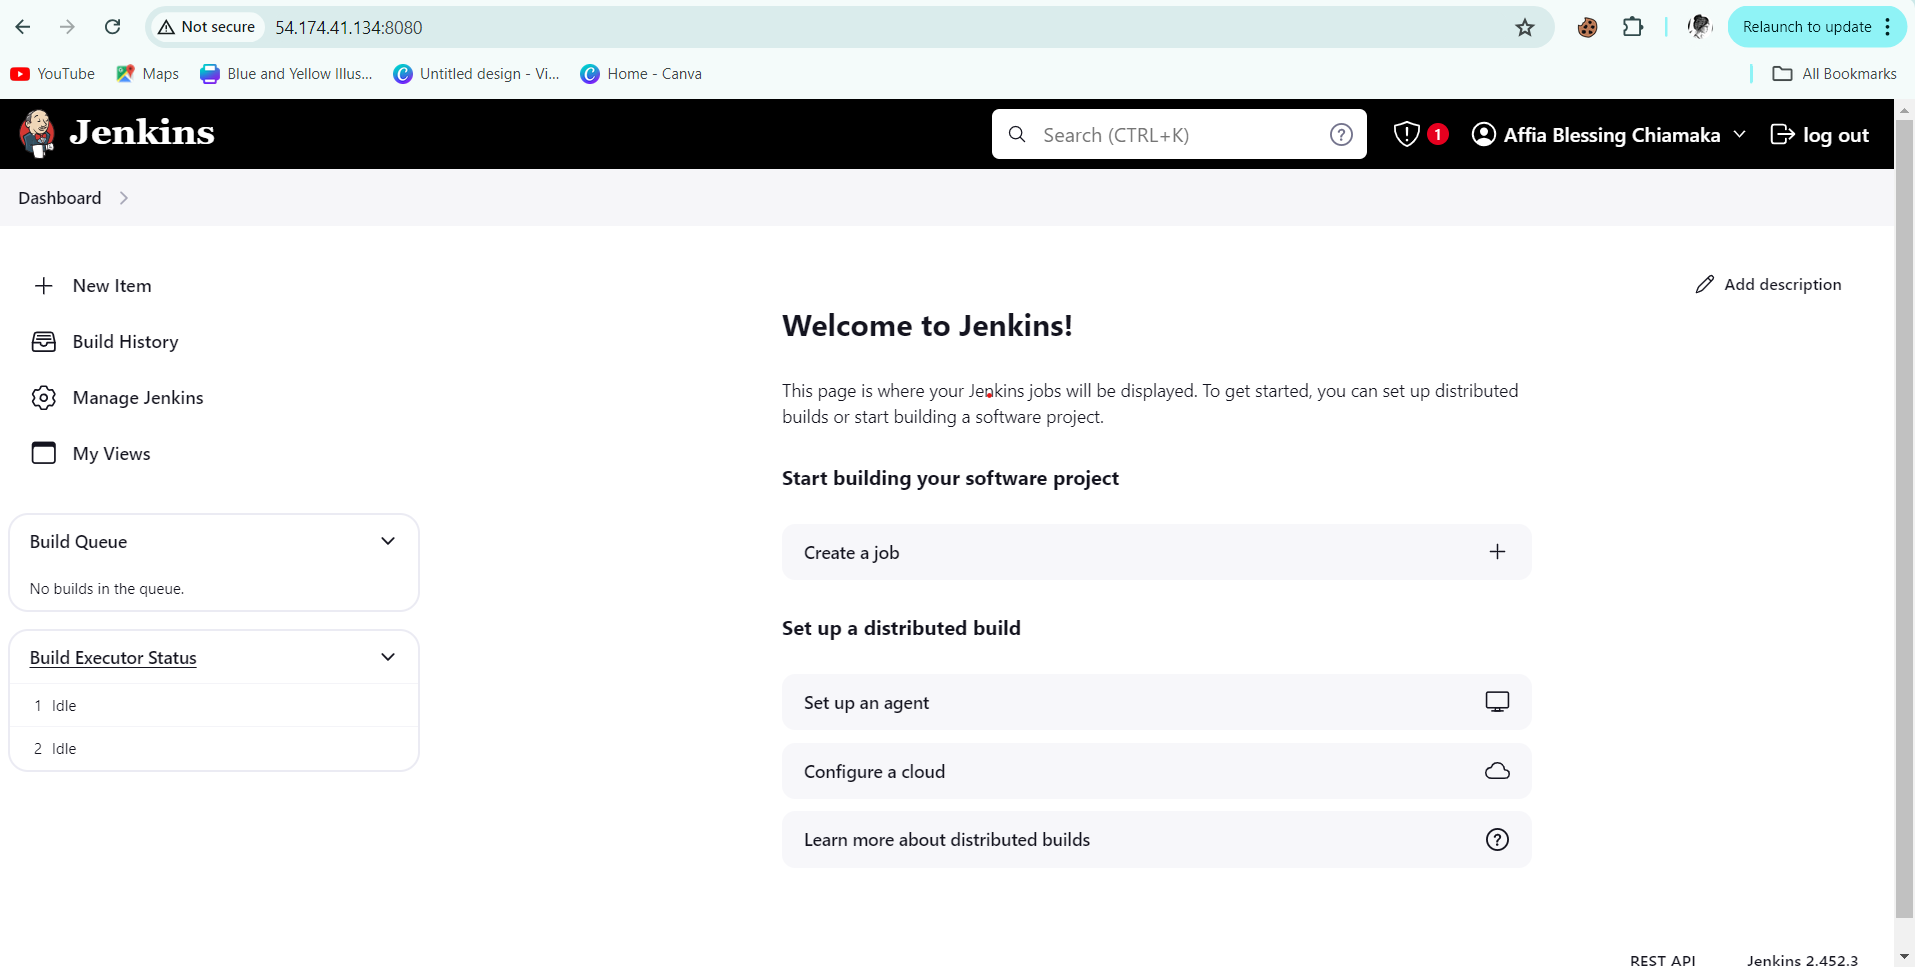 Not secure 54.174.41.134:8080 Relaunch to update
YouTube Maps Blue and Yellow Illus... Untitled design - Vi... Home - Canva All Bookmarks
Jenkins Search (CTRL+K) 1 Affia Blessing Chiamaka log out
Dashboard
New Item
Build History
Manage Jenkins
My Views
Build Queue
No builds in the queue.
Build Executor Status
1 Idle
2 Idle
Add description
Welcome to Jenkins!
This page is where your Jenkins jobs will be displayed. To get started, you can set up distributed
builds or start building a software project.
Start building your software project
Create a job
Set up a distributed build
Set up an agent
Configure a cloud
Learn more about distributed builds
REST API Jenkins 2.452.3